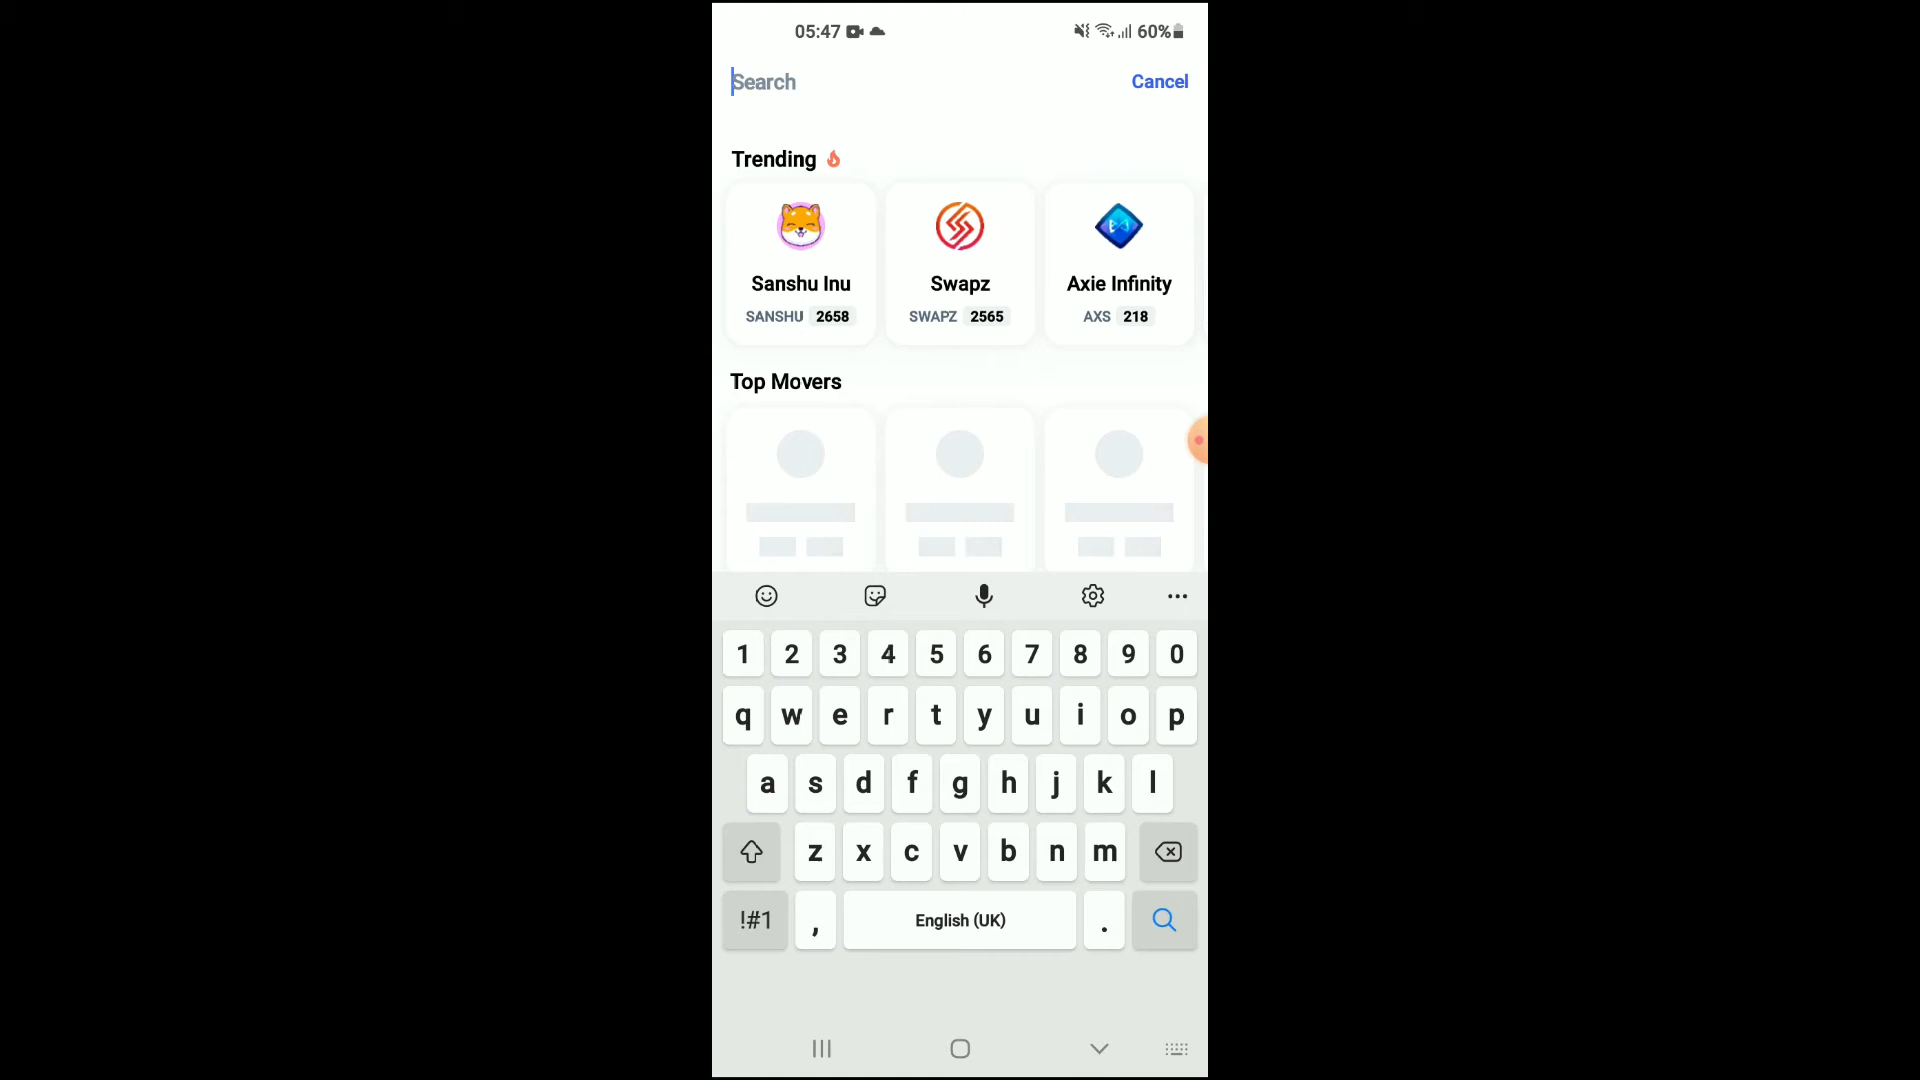 05:47 60%
Search Cancel
Trending
Sanshu Inu Swapz Axie Infinity
SANSHU 2658 SWAPZ 2565 AXS 218
Top Movers
1 2 3 4 5 6 7 8 9 0
q w e r t y u i o p
a s d f g h j k l
z x c v b n m
!#1 , English (UK) .